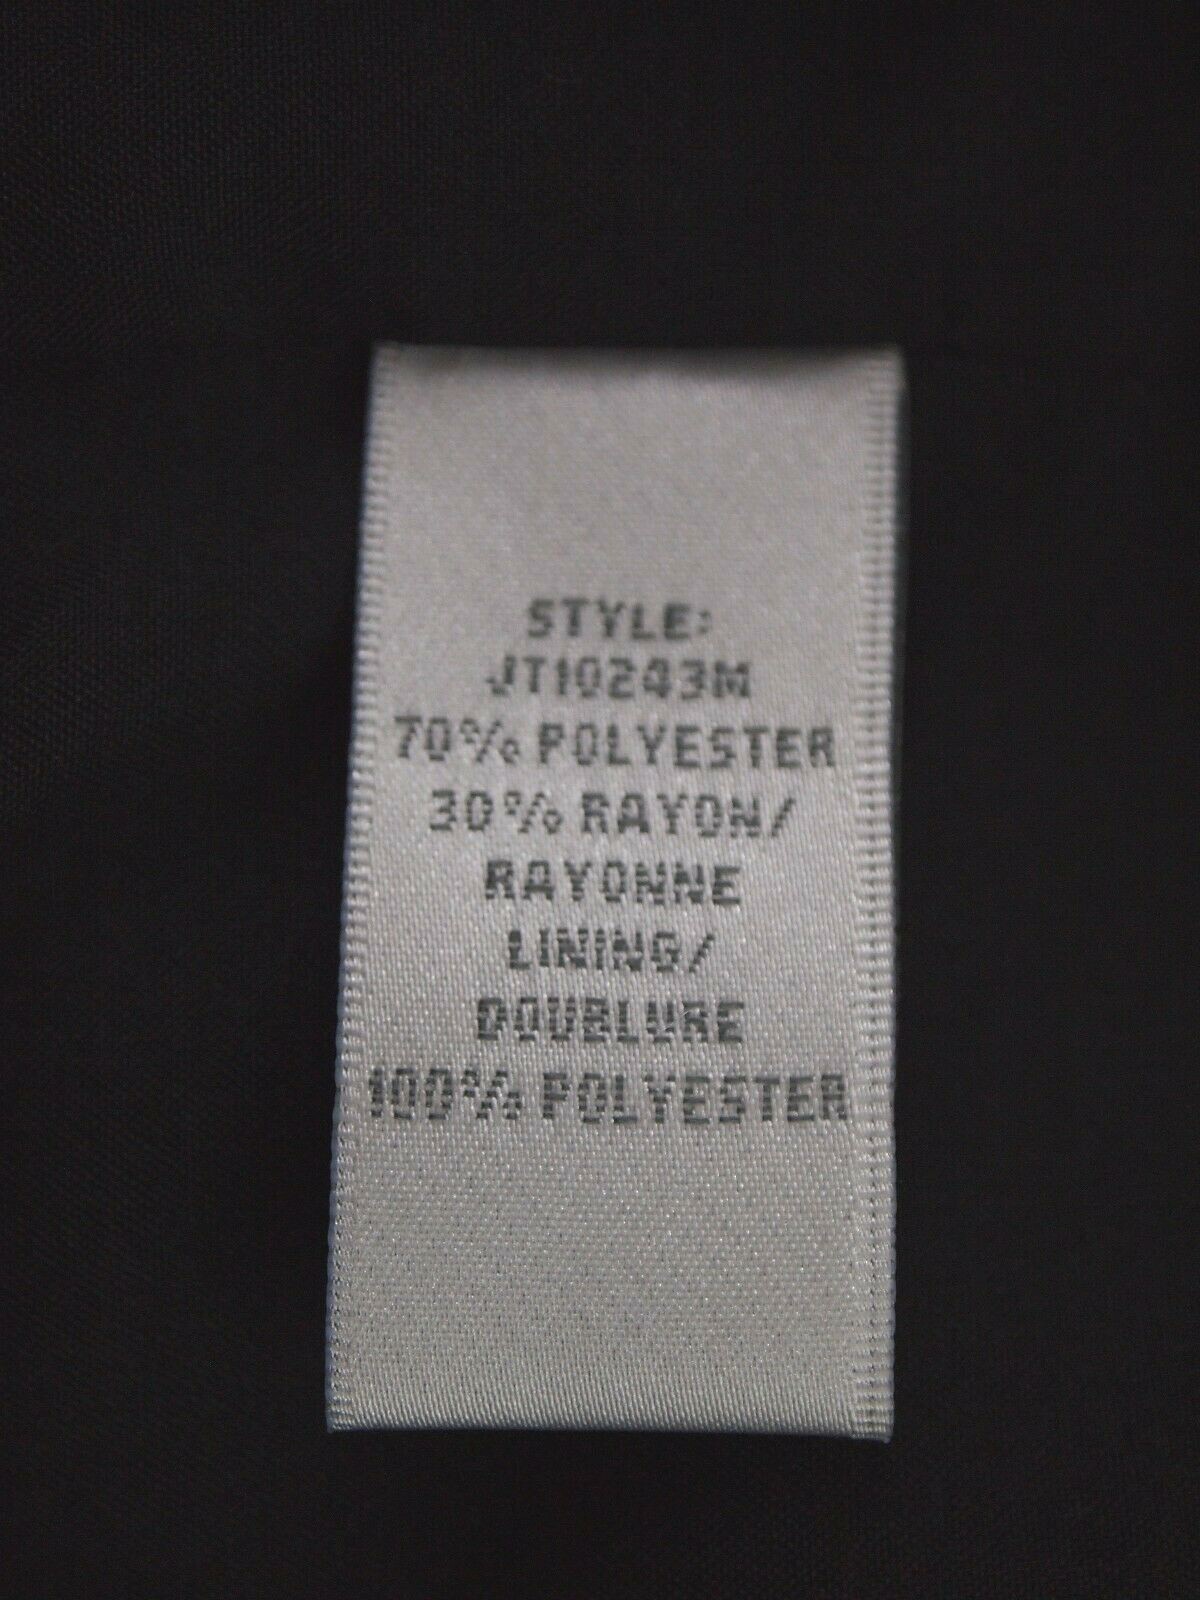 STYLE:
JT10243M
70% POLYESTER
30% RAYON/
RAYONNE
LINING/
DOUBLURE
100% POLYESTER